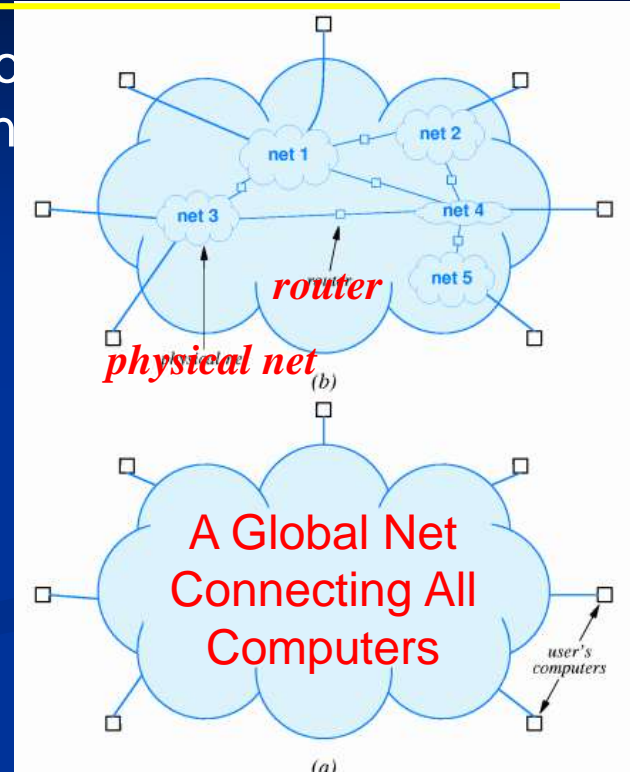 net 1
net 2
net 3
net 4
net 5
router
physical net
(b)
A Global Net
Connecting All
Computers
user's
computers
(a)